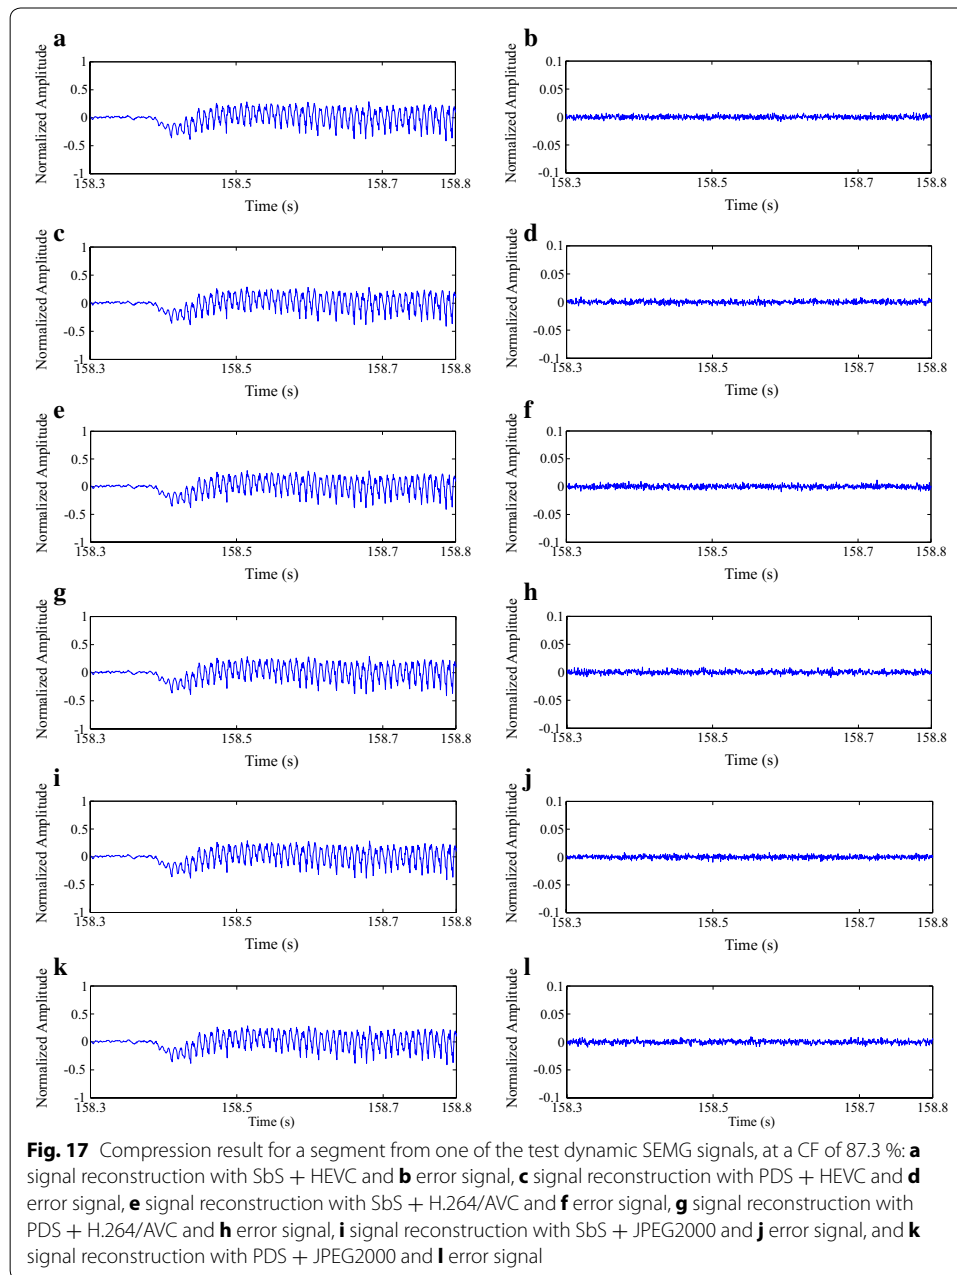 a
b
Normalized Amplitude
1
0.5
0
-0.5
-1
158.3
158.5
158.7
158.8
Time (s)
Normalized Amplitude
0.1
0.05
0
-0.05
-0.1
158.3
158.5
158.7
158.8
Time (s)
c
d
Normalized Amplitude
1
0.5
0
-0.5
-1
158.3
158.5
158.7
158.8
Time (s)
Normalized Amplitude
0.1
0.05
0
-0.05
-0.1
158.3
158.5
158.7
158.8
Time (s)
e
f
Normalized Amplitude
1
0.5
0
-0.5
-1
158.3
158.5
158.7
158.8
Time (s)
Normalized Amplitude
0.1
0.05
0
-0.05
-0.1
158.3
158.5
158.7
158.8
Time (s)
g
h
Normalized Amplitude
1
0.5
0
-0.5
-1
158.3
158.5
158.7
158.8
Time (s)
Normalized Amplitude
0.1
0.05
0
-0.05
-0.1
158.3
158.5
158.7
158.8
Time (s)
i
j
Normalized Amplitude
1
0.5
0
-0.5
-1
158.3
158.5
158.7
158.8
Time (s)
Normalized Amplitude
0.1
0.05
0
-0.05
-0.1
158.3
158.5
158.7
158.8
Time (s)
k
l
Normalized Amplitude
1
0.5
0
-0.5
-1
158.3
158.5
158.7
158.8
Time (s)
Normalized Amplitude
0.1
0.05
0
-0.05
-0.1
158.3
158.5
158.7
158.8
Time (s)
Fig. 17 Compression result for a segment from one of the test dynamic SEMG signals, at a CF of 87.3 %: a
signal reconstruction with SbS + HEVC and b error signal, c signal reconstruction with PDS + HEVC and d
error signal, e signal reconstruction with SbS + H.264/AVC and f error signal, g signal reconstruction with
PDS + H.264/AVC and h error signal, i signal reconstruction with SbS + JPEG2000 and j error signal, and k
signal reconstruction with PDS + JPEG2000 and l error signal